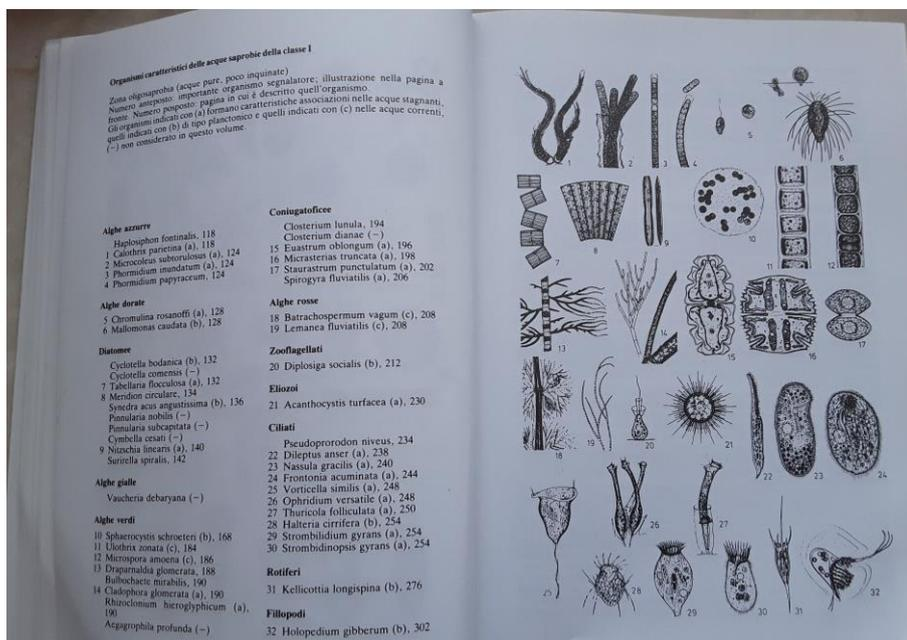 Organismi caratteristici delle acque saprobie della classe I
Zona oligosaprobia (acque pure, poco inquinate)
Numero anteposto: importante organismo segnalatore; illustrazione nella pagina a
fronte. Numero posposto: pagina in cui è descritto quell'organismo.
Gli organismi indicati con (a) formano caratteristiche associazioni nelle acque stagnanti,
quelli indicati con (b) di tipo planctonico e quelli indicati con (c) nelle acque correnti,
(−) non considerato in questo volume.
Alghe azzurre
Haplosiphon fontinalis, 118
1 Calothrix parietina (a), 118
2 Microcoleus subtorulosus (a), 124
3 Phormidium inundatum (a), 124
4 Phormidium papyraceum, 124
Alghe dorate
5 Chromulina rosanoffi (a), 128
6 Mallomonas caudata (b), 128
Diatomee
Cyclotella bodanica (b), 132
Cyclotella comensis (−)
7 Tabellaria flocculosa (a), 132
8 Meridion circulare, 134
Synedra acus angustissima (b), 136
Pinnularia nobilis (−)
Pinnularia subcapitata (−)
Cymbella cesati (−)
9 Nitzschia linearis (a), 140
Surirella spiralis, 142
Alghe gialle
Vaucheria debaryana (−)
Alghe verdi
10 Sphaerocystis schroeteri (b), 168
11 Ulothrix zonata (c), 184
12 Microspora amoena (c), 186
13 Draparnaldia glomerata, 188
Bulbochaete mirabilis, 190
14 Cladophora glomerata (a), 190
Rhizoclonium hieroglyphicum (a),
190
Aegagrophila profunda (−)
Coniugatoficee
Closterium lunula, 194
Closterium dianae (−)
15 Euastrum oblongum (a), 196
16 Micrasterias truncata (a), 198
17 Staurastrum punctulatum (a), 202
Spirogyra fluviatilis (a), 206
Alghe rosse
18 Batrachospermum vagum (c), 208
19 Lemanea fluviatilis (c), 208
Zooflagellati
20 Diplosiga socialis (b), 212
Eliozoi
21 Acanthocystis turfacea (a), 230
Ciliati
Pseudoprorodon niveus, 234
22 Dileptus anser (a), 238
23 Nassula gracilis (a), 240
24 Frontonia acuminata (a), 244
25 Vorticella similis (a), 248
26 Ophridium versatile (a), 248
27 Thuricola folliculata (a), 250
28 Halteria cirrifera (b), 254
29 Strombilidium gyrans (a), 254
30 Strombidinopsis gyrans (a), 254
Rotiferi
31 Kellicottia longispina (b), 276
Fillopodi
32 Holopedium gibberum (b), 302
1 2 3 4 5 6
7 8 9 10 11 12
13 14 15 16 17
18 19 20 21 22 23 24
25 26 27
28 29 30 31 32